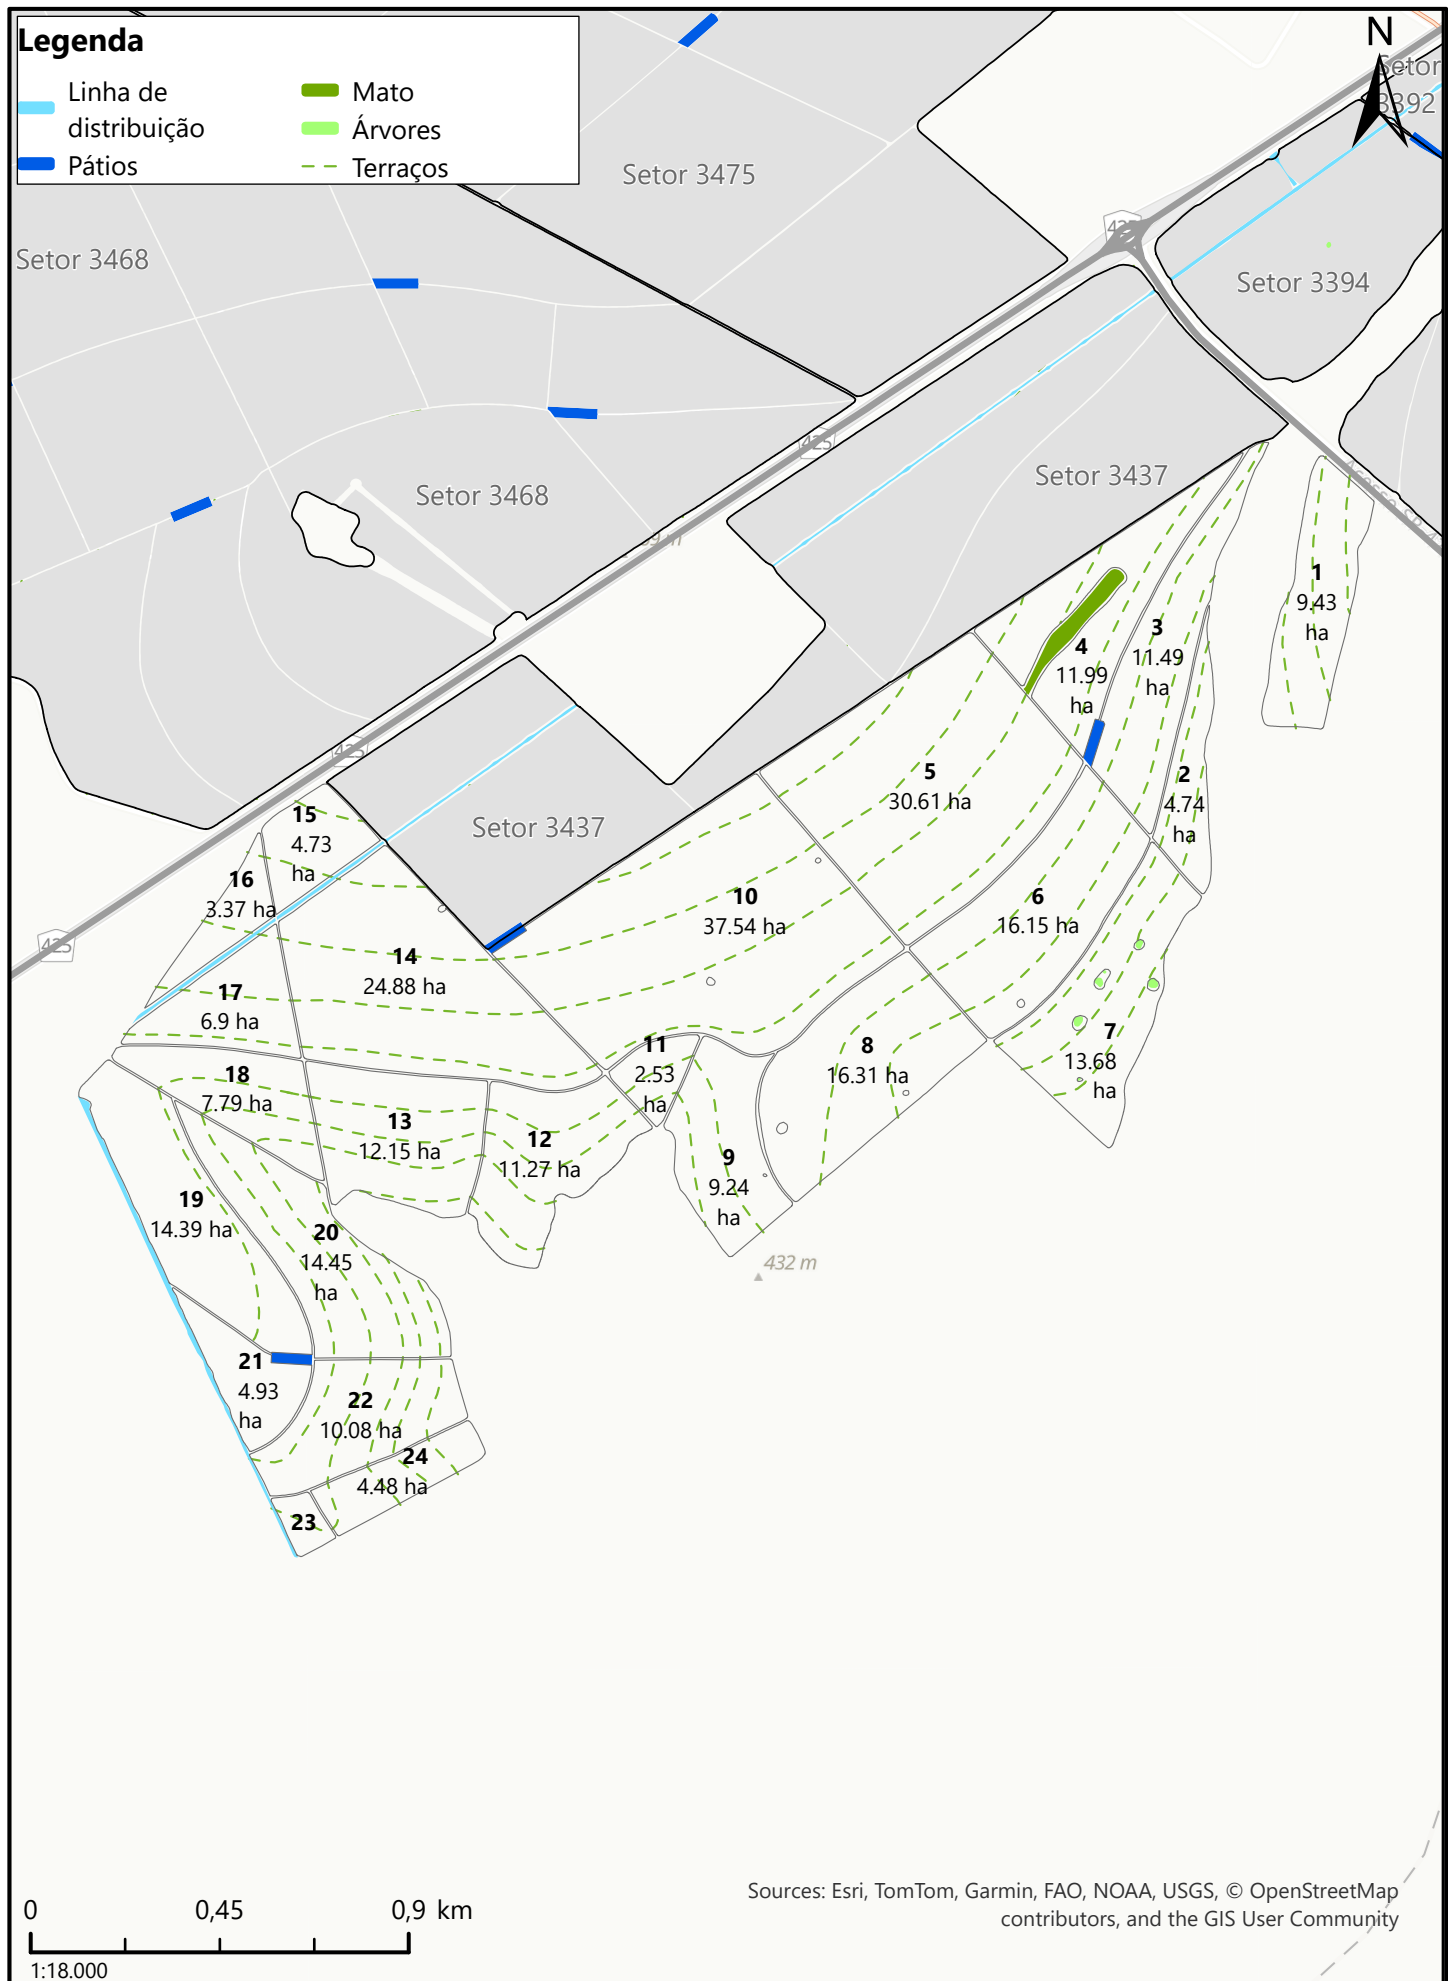 Legenda
Linha de
distribuição
Pátios
Mato
Árvores
Terraços
N
Setor
3392
Setor 3475
Setor 3468
425
Setor 3394
Setor 3437
425
Setor 3468
1
9.43
ha
3
11.49
ha
4
11.99
ha
2
4.74
ha
5
30.61 ha
425
15
4.73
ha
Setor 3437
16
3.37 ha
10
37.54 ha
6
16.15 ha
425
14
24.88 ha
17
6.9 ha
7
13.68
ha
11
2.53
ha
8
16.31 ha
18
7.79 ha
13
12.15 ha
12
11.27 ha
9
9.24
ha
19
14.39 ha
20
14.45
ha
432 m
21
4.93
ha
22
10.08 ha
24
4.48 ha
23
0 0,45 0,9 km
1:18.000
Sources: Esri, TomTom, Garmin, FAO, NOAA, USGS, © OpenStreetMap
contributors, and the GIS User Community